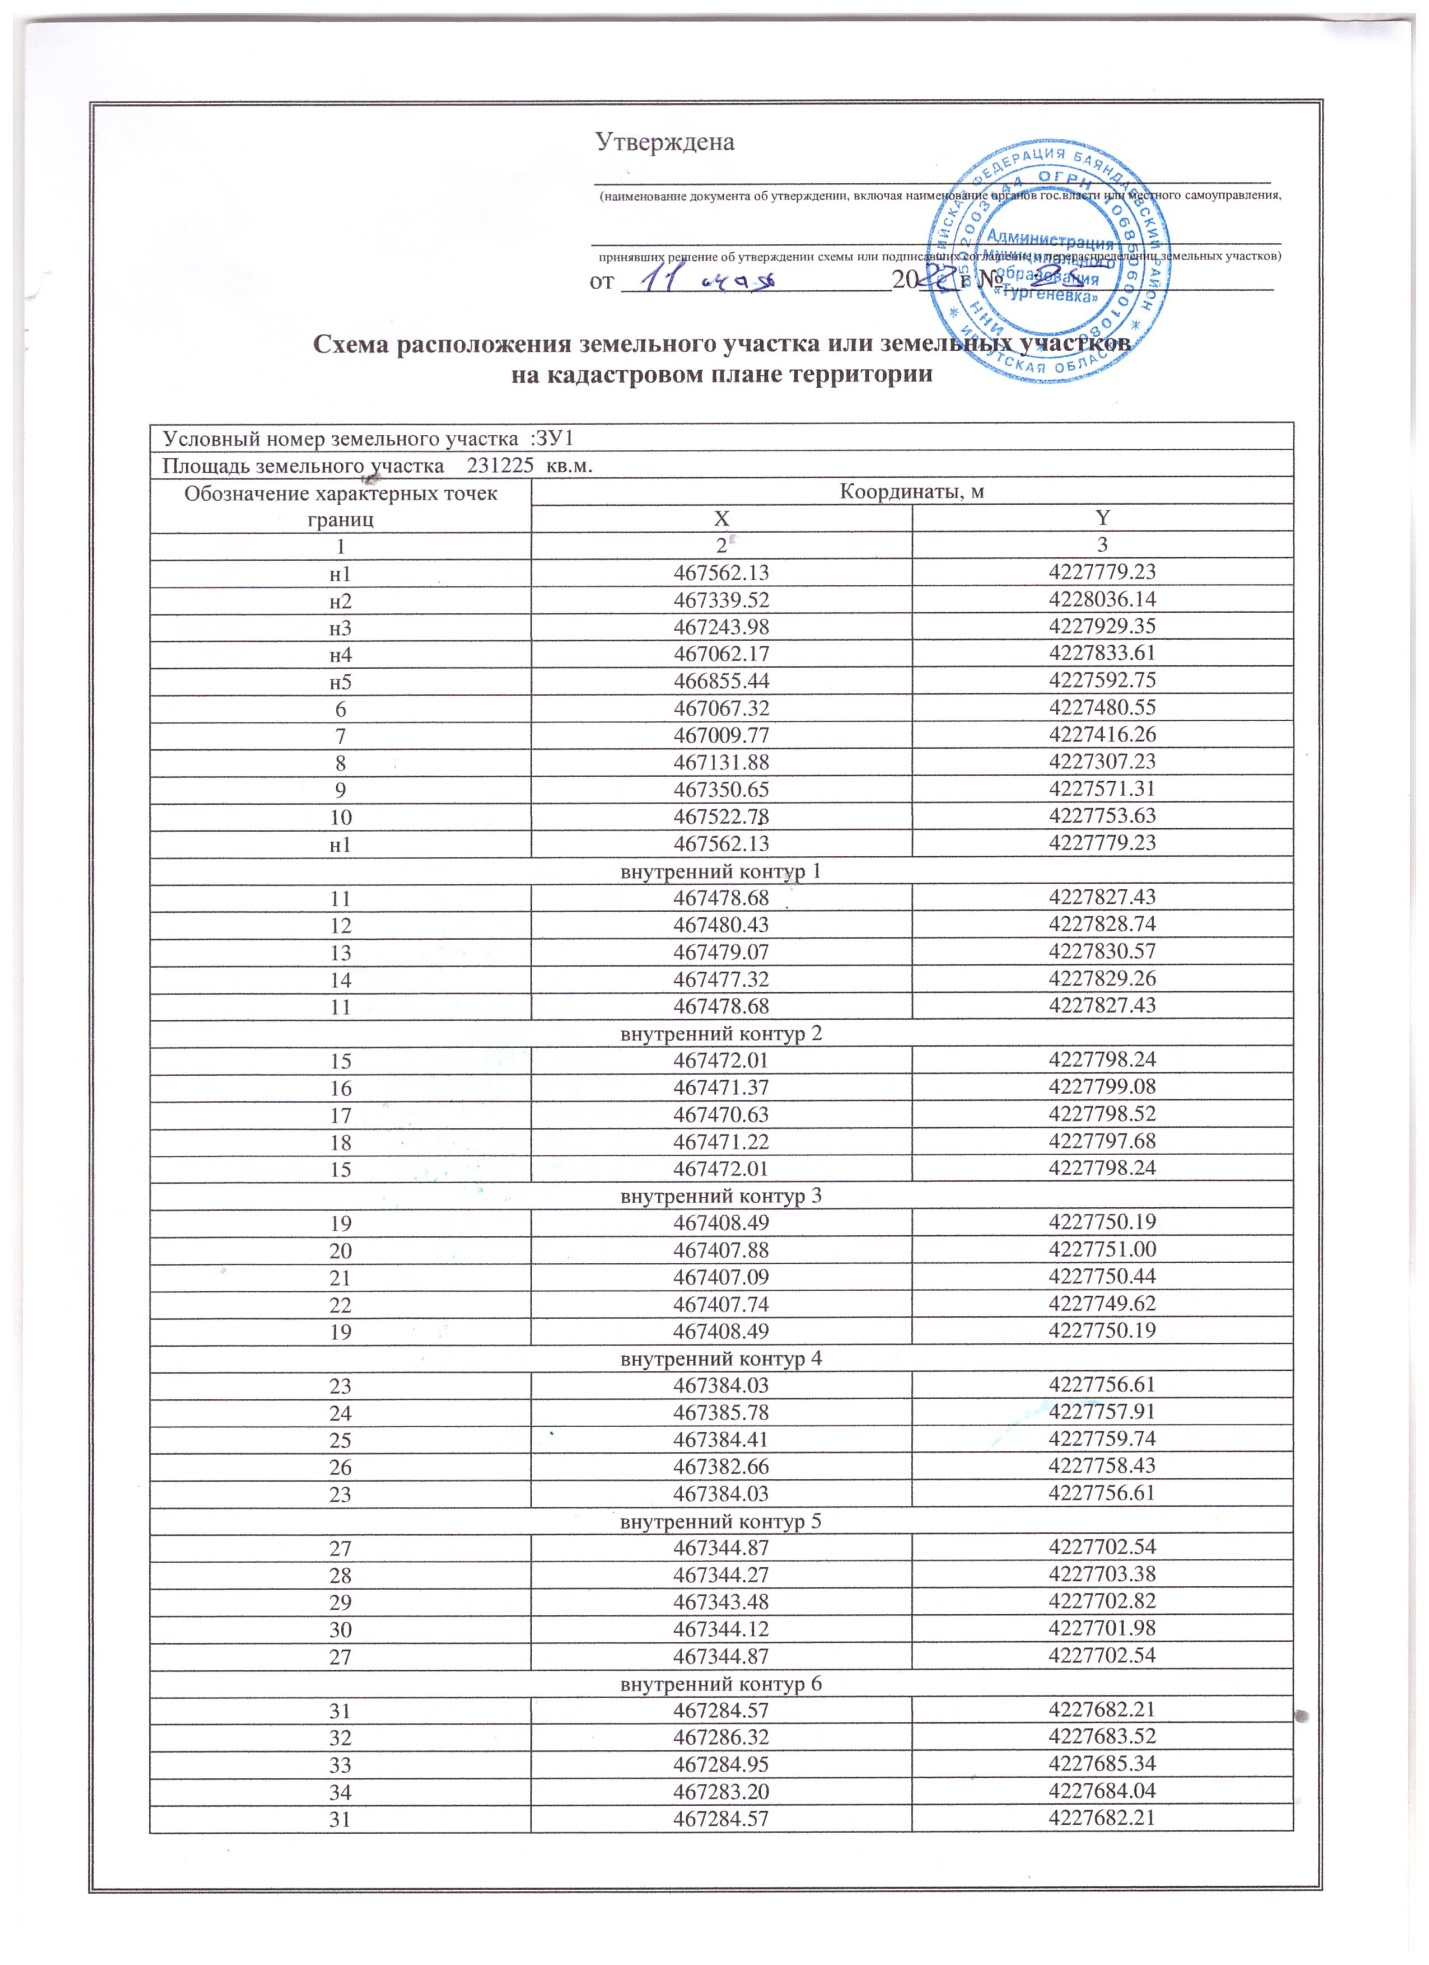 Утверждена
(наименование документа об утверждении, включая наименование органов гос.власти или местного самоуправления,
принявших решение об утверждении схемы или подписавших соглашение о перераспределении земельных участков)
от 11 мая 2022 г №
РОССИЙСКАЯ ФЕДЕРАЦИЯ БАЯНДАЕВСКИЙ РАЙОН
ИРКУТСКАЯ ОБЛАСТЬ
Администрация
муниципального
образования
«Тургеневка»
Схема расположения земельного участка или земельных участков
на кадастровом плане территории
Условный номер земельного участка :ЗУ1
Площадь земельного участка 231225 кв.м.
Обозначение характерных точек границ Координаты, м
X Y
1 2 3
н1 467562.13 4227779.23
н2 467339.52 4228036.14
н3 467243.98 4227929.35
н4 467062.17 4227833.61
н5 466855.44 4227592.75
6 467067.32 4227480.55
7 467009.77 4227416.26
8 467131.88 4227307.23
9 467350.65 4227571.31
10 467522.78 4227753.63
н1 467562.13 4227779.23
внутренний контур 1
11 467478.68 4227827.43
12 467480.43 4227828.74
13 467479.07 4227830.57
14 467477.32 4227829.26
11 467478.68 4227827.43
внутренний контур 2
15 467472.01 4227798.24
16 467471.37 4227799.08
17 467470.63 4227798.52
18 467471.22 4227797.68
15 467472.01 4227798.24
внутренний контур 3
19 467408.49 4227750.19
20 467407.88 4227751.00
21 467407.09 4227750.44
22 467407.74 4227749.62
19 467408.49 4227750.19
внутренний контур 4
23 467384.03 4227756.61
24 467385.78 4227757.91
25 467384.41 4227759.74
26 467382.66 4227758.43
23 467384.03 4227756.61
внутренний контур 5
27 467344.87 4227702.54
28 467344.27 4227703.38
29 467343.48 4227702.82
30 467344.12 4227701.98
27 467344.87 4227702.54
внутренний контур 6
31 467284.57 4227682.21
32 467286.32 4227683.52
33 467284.95 4227685.34
34 467283.20 4227684.04
31 467284.57 4227682.21